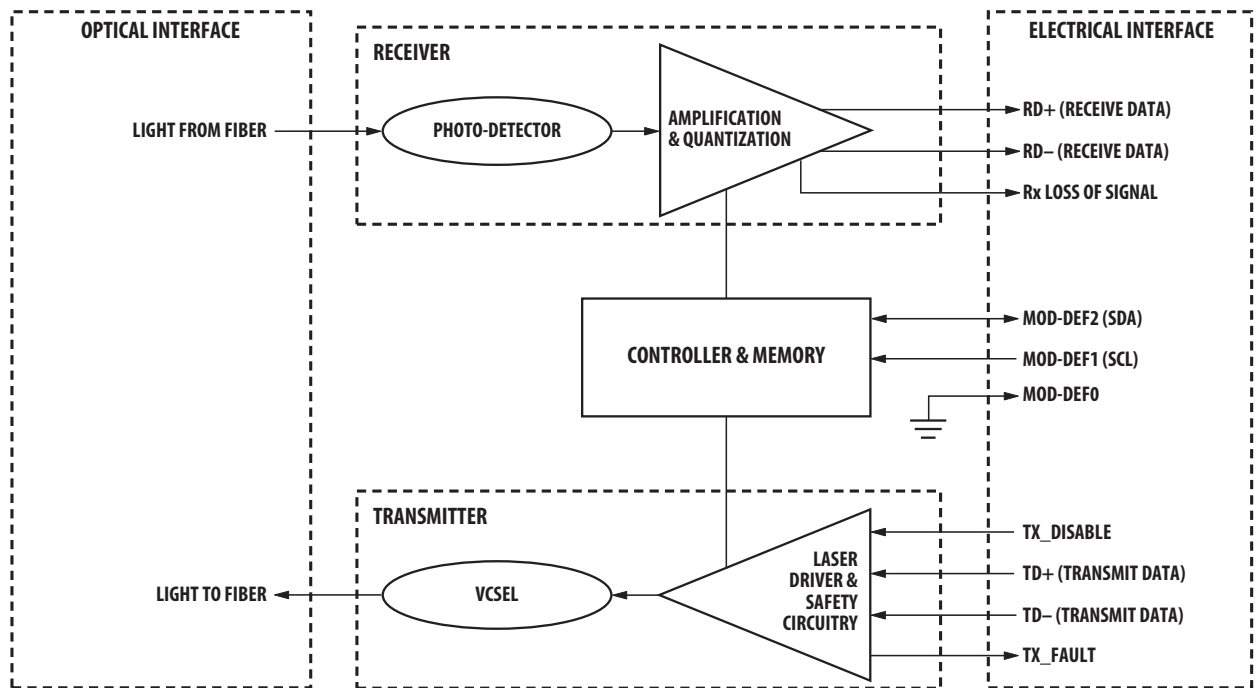 OPTICAL INTERFACE
ELECTRICAL INTERFACE
RECEIVER
LIGHT FROM FIBER
PHOTO-DETECTOR
AMPLIFICATION
& QUANTIZATION
RD+ (RECEIVE DATA)
RD– (RECEIVE DATA)
Rx LOSS OF SIGNAL
CONTROLLER & MEMORY
MOD-DEF2 (SDA)
MOD-DEF1 (SCL)
MOD-DEF0
TRANSMITTER
LIGHT TO FIBER
VCSEL
LASER
DRIVER &
SAFETY
CIRCUITRY
TX_DISABLE
TD+ (TRANSMIT DATA)
TD– (TRANSMIT DATA)
TX_FAULT